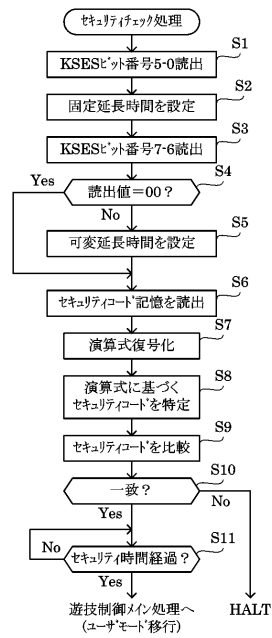 セキュリティチェック処理
S1
KSESビット番号5-0読出
S2
固定延長時間を設定
S3
KSESビット番号7-6読出
S4
Yes
読出値=00?
No
S5
可変延長時間を設定
S6
セキュリティコード記憶を読出
S7
演算式復号化
S8
演算式に基づく
セキュリティコードを特定
S9
セキュリティコードを比較
S10
一致?
No
Yes
S11
No
セキュリティ時間経過?
Yes
遊技制御メイン処理へ
(ユーザモード移行)
HALT